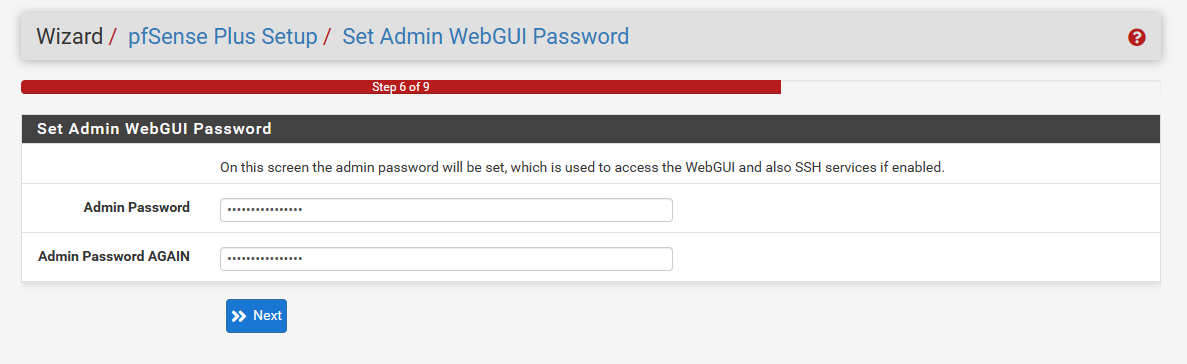 Wizard / pfSense Plus Setup / Set Admin WebGUI Password
Step 6 of 9
Set Admin WebGUI Password
On this screen the admin password will be set, which is used to access the WebGUI and also SSH services if enabled.
Admin Password ••••••••••••••••
Admin Password AGAIN ••••••••••••••••
Next